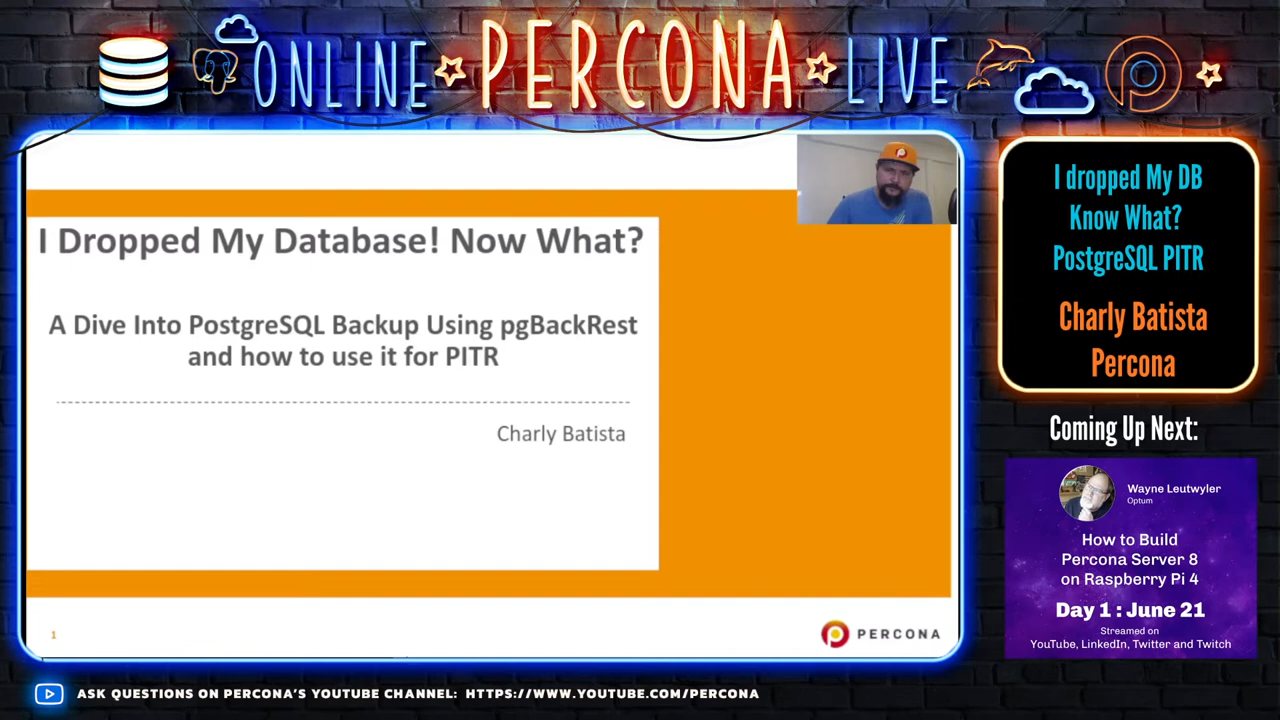 ONLINE PERCONA LIVE
I Dropped My Database! Now What?
A Dive Into PostgreSQL Backup Using pgBackRest
and how to use it for PITR
Charly Batista
1
PERCONA
I dropped My DB
Know What?
PostgreSQL PITR
Charly Batista
Percona
Coming Up Next:
Wayne Leutwyler
Optum
How to Build
Percona Server 8
on Raspberry Pi 4
Day 1 : June 21
Streamed on
YouTube, LinkedIn, Twitter and Twitch
ASK QUESTIONS ON PERCONA'S YOUTUBE CHANNEL: HTTPS://WWW.YOUTUBE.COM/PERCONA